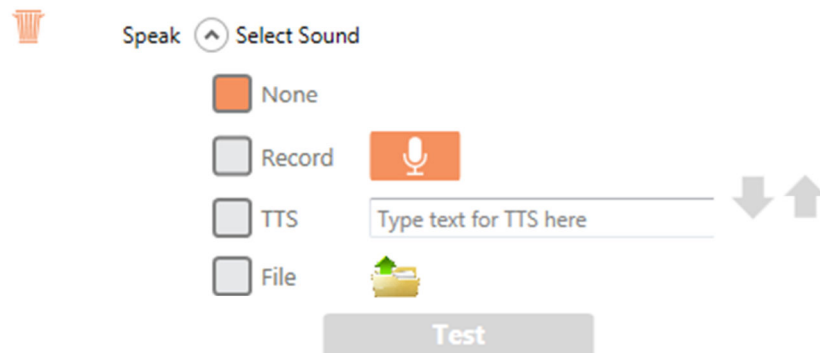 Speak Select Sound
None
Record
TTS Type text for TTS here
File
Test